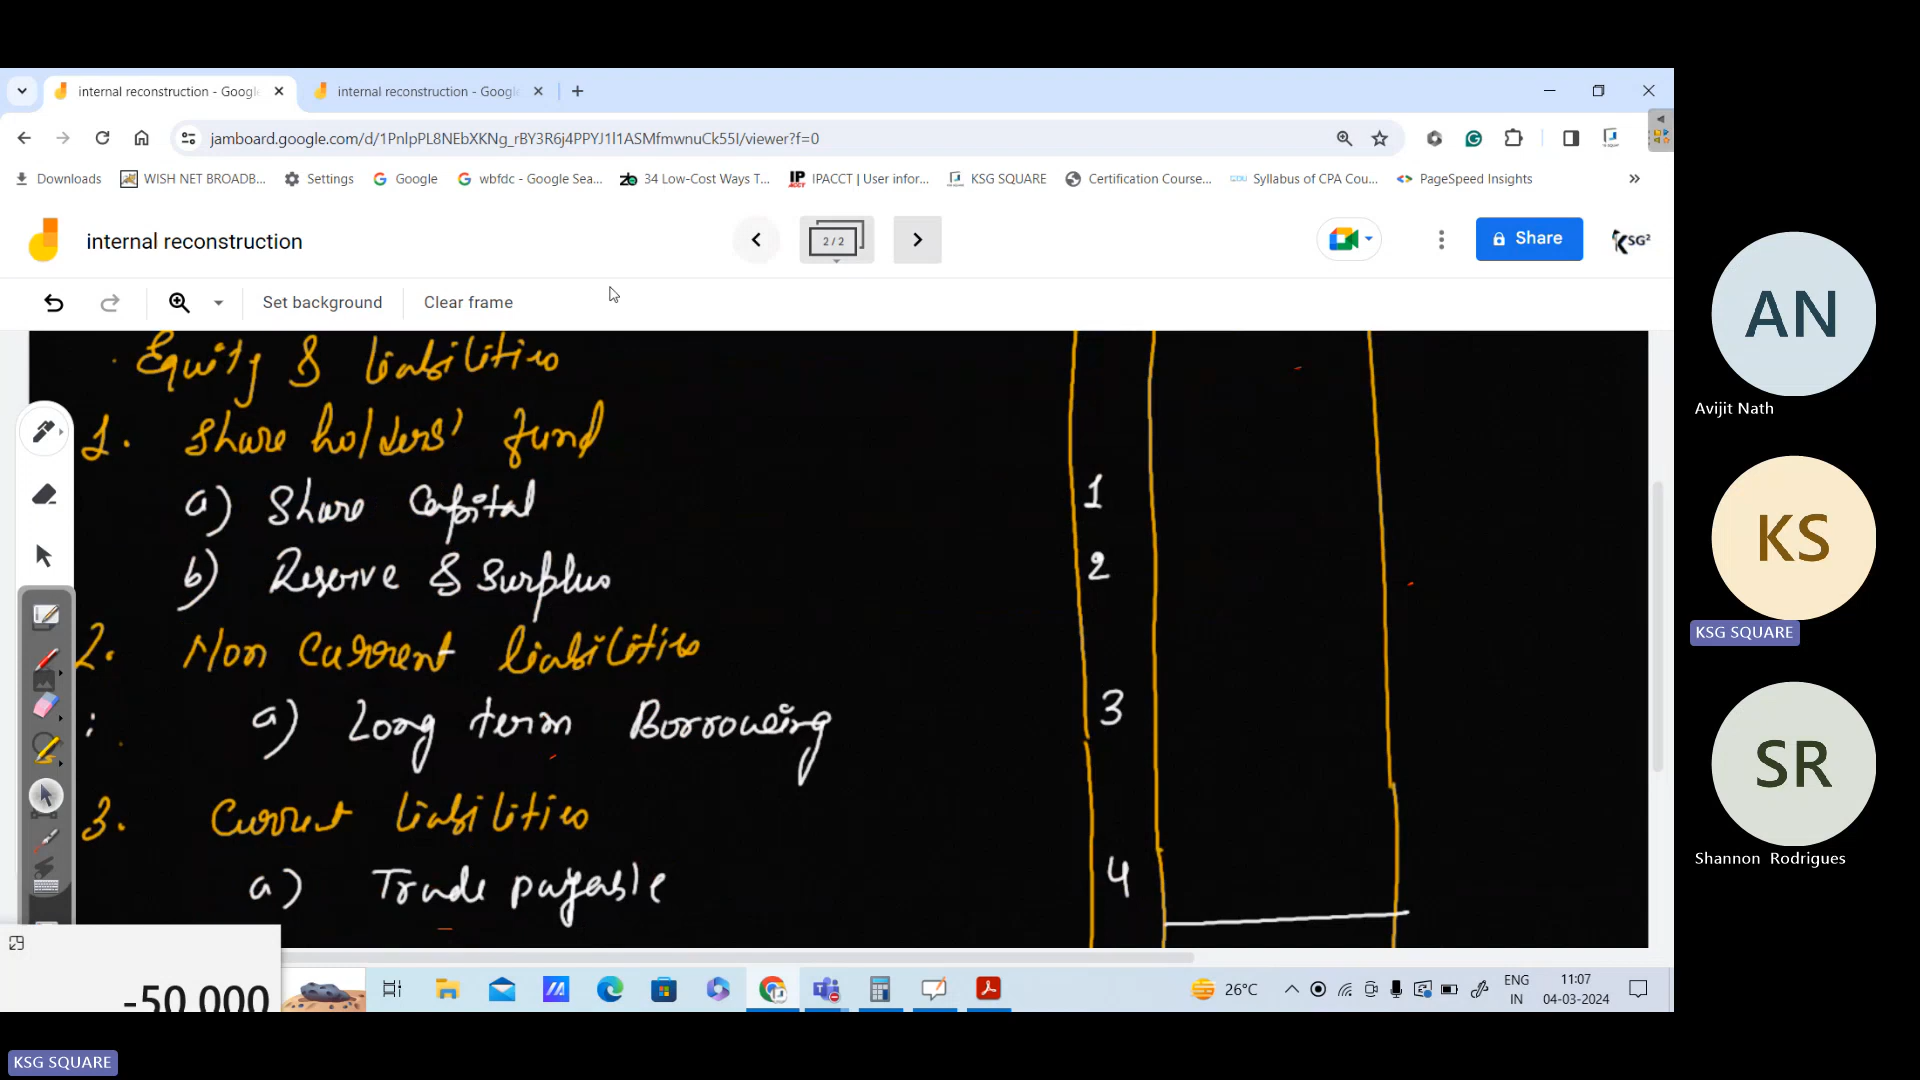 internal reconstruction - Googl
internal reconstruction - Goog
jamboard.google.com/d/1PnlpPL8NEbXKNg_rBY3R6j4PPYJ1l1ASMfmwnuCk55I/viewer?f=0
Downloads WISH NET BROADB... Settings Google wbfdc - Google Sea... 34 Low-Cost Ways T... IPACCT | User infor... KSG SQUARE Certification Course... Syllabus of CPA Cou... PageSpeed Insights
internal reconstruction
2 / 2
Share
KSG²
Set background Clear frame
Equity & liabilities
1. Share holders' fund
a) Share Capital 1
b) Reserve & Surplus 2
2. Non Current liabilities
a) Long term Borrowing 3
3. Current liabilities
a) Trade payable 4
-50,000
26°C
ENG
IN
11:07
04-03-2024
AN
Avijit Nath
KS
KSG SQUARE
SR
Shannon Rodrigues
KSG SQUARE